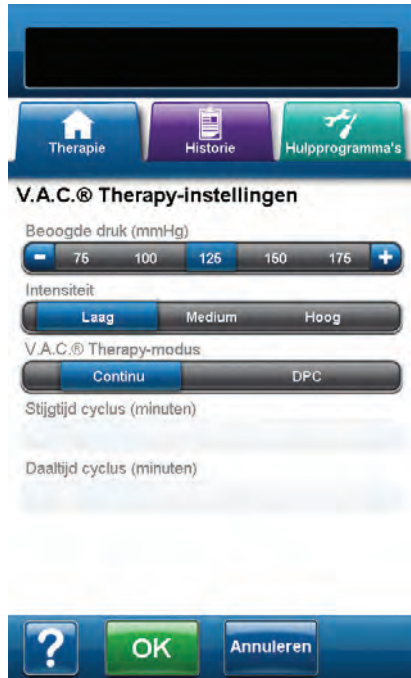 Therapie Historie Hulpprogramma's
V.A.C.® Therapy-instellingen
Beoogde druk (mmHg)
- 75 100 125 150 175 +
Intensiteit
Laag Medium Hoog
V.A.C.® Therapy-modus
Continu DPC
Stijgtijd cyclus (minuten)
Daaltijd cyclus (minuten)
? OK Annuleren